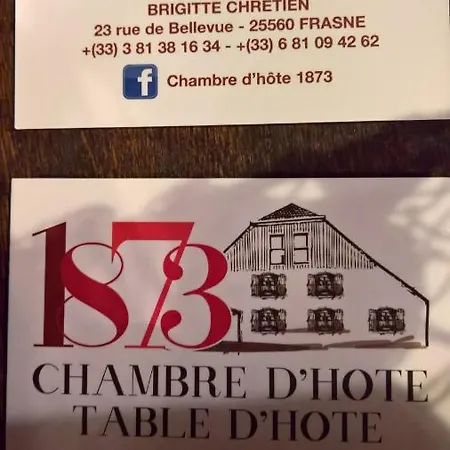 BRIGITTE CHRETIEN
23 rue de Bellevue - 25560 FRASNE
+(33) 3 81 38 16 34 - +(33) 6 81 09 42 62
f Chambre d'hôte 1873
1873
CHAMBRE D'HOTE
TABLE D'HOTE